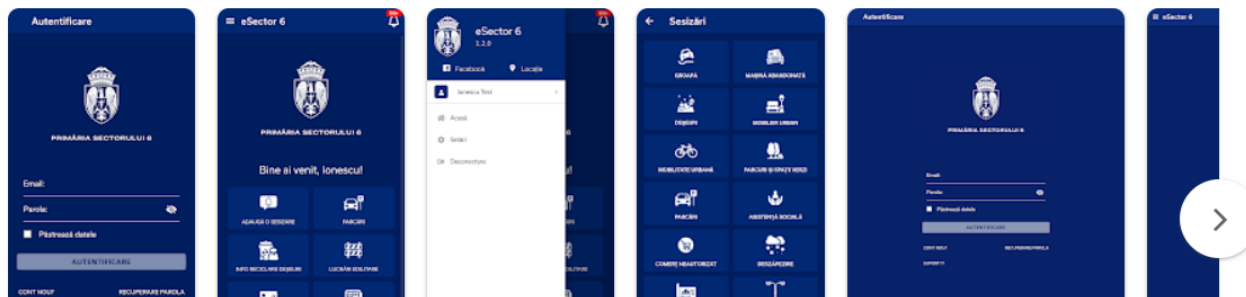 Autentificare
PRIMĂRIA SECTORULUI 6
Email:
Parola:
Păstrează datele
AUTENTIFICARE
CONT NOU?
RECUPERARE PAROLA
eSector 6
PRIMĂRIA SECTORULUI 6
Bine ai venit, Ionescu!
ADAUGĂ O SESIZARE
PARCĂRI
INFO RECICLARE DEȘEURI
LUCRĂRI EDILITARE
eSector 6
1.2.0
Facebook
Locație
Ionescu Test
Acasă
Setări
Deconectare
Sesizări
GROAPĂ
MAȘINĂ ABANDONATĂ
DEȘEURI
MOBILIER URBAN
MOBILITATE URBANĂ
PARCURI ȘI SPAȚII VERZI
PARCĂRI
ASISTENȚĂ SOCIALĂ
COMERȚ NEAUTORIZAT
DESZĂPEZIRE
Autentificare
PRIMĂRIA SECTORULUI 6
Email:
Parola:
Păstrează datele
AUTENTIFICARE
CONT NOU?
RECUPERARE PAROLA
SUPORT IT
eSector 6